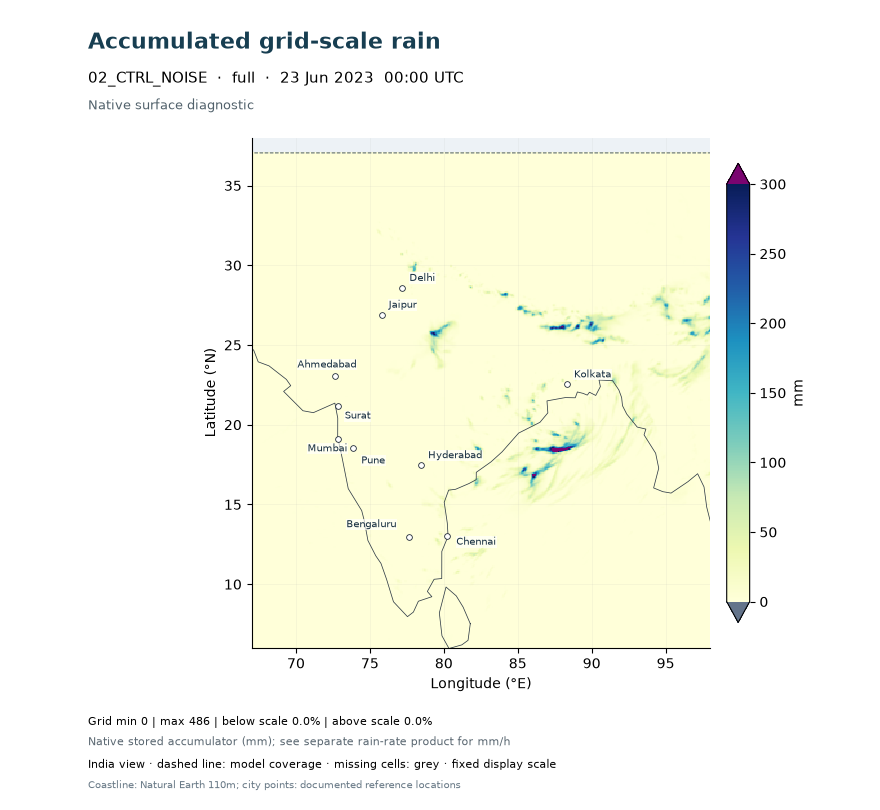 Accumulated grid-scale rain
02_CTRL_NOISE · full · 23 Jun 2023 00:00 UTC
Native surface diagnostic
35
30
25
20
15
10
Latitude (°N)
70
75
80
85
90
95
Longitude (°E)
Delhi
Jaipur
Ahmedabad
Kolkata
Surat
Mumbai
Pune
Hyderabad
Bengaluru
Chennai
300
250
200
150
100
50
0
mm
Grid min 0 | max 486 | below scale 0.0% | above scale 0.0%
Native stored accumulator (mm); see separate rain-rate product for mm/h
India view · dashed line: model coverage · missing cells: grey · fixed display scale
Coastline: Natural Earth 110m; city points: documented reference locations